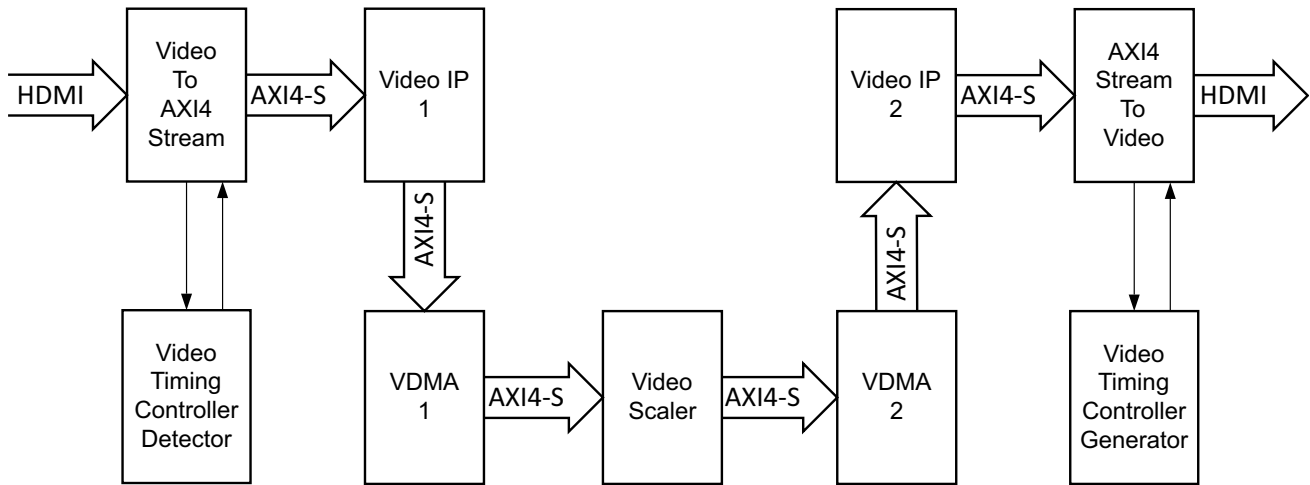 HDMI
Video
To
AXI4
Stream
AXI4-S
Video IP
1
AXI4-S
Video
Timing
Controller
Detector
VDMA
1
AXI4-S
Video
Scaler
AXI4-S
VDMA
2
AXI4-S
Video IP
2
AXI4-S
AXI4
Stream
To
Video
HDMI
Video
Timing
Controller
Generator